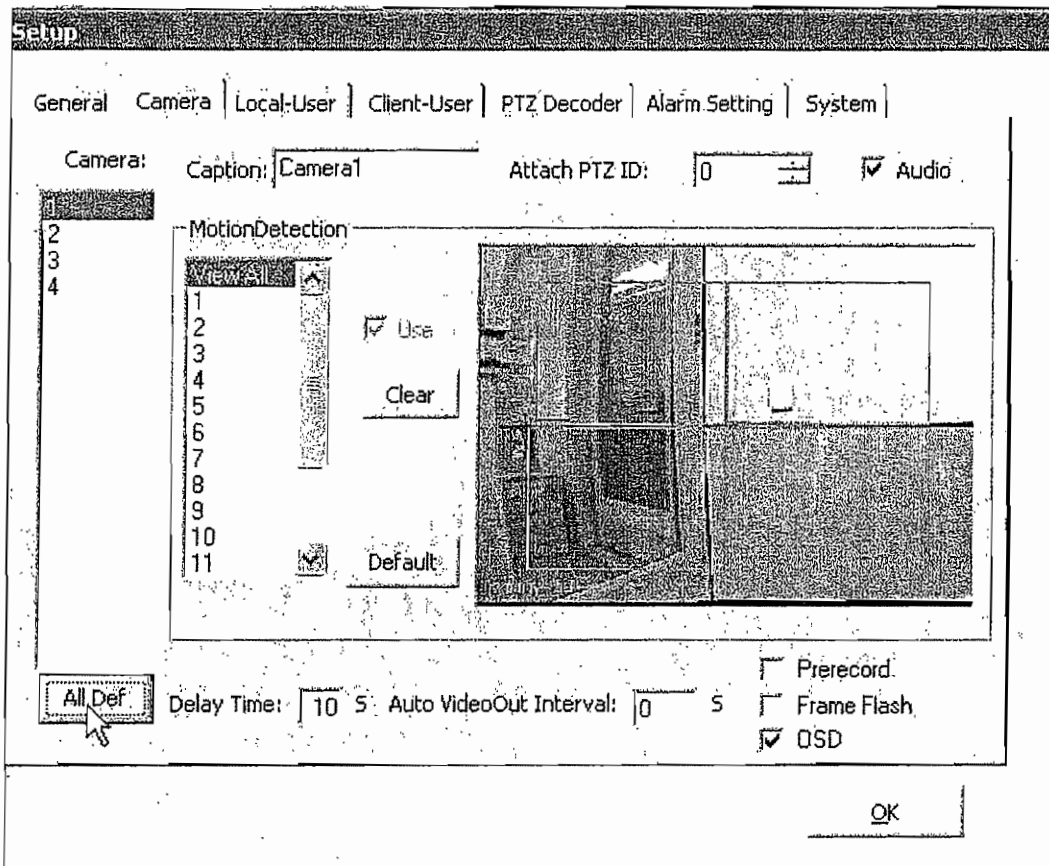 Setup
General Camera Local-User Client-User PTZ Decoder Alarm Setting System
Camera: Caption: Camera1 Attach PTZ ID: 0 Audio
1
2
3
4
MotionDetection
View All
1
2
3
4
5
6
7
8
9
10
11
Use
Clear
Default
All Def
Delay Time: 10 S Auto VideoOut Interval: 0 S
Prerecord
Frame Flash
OSD
OK